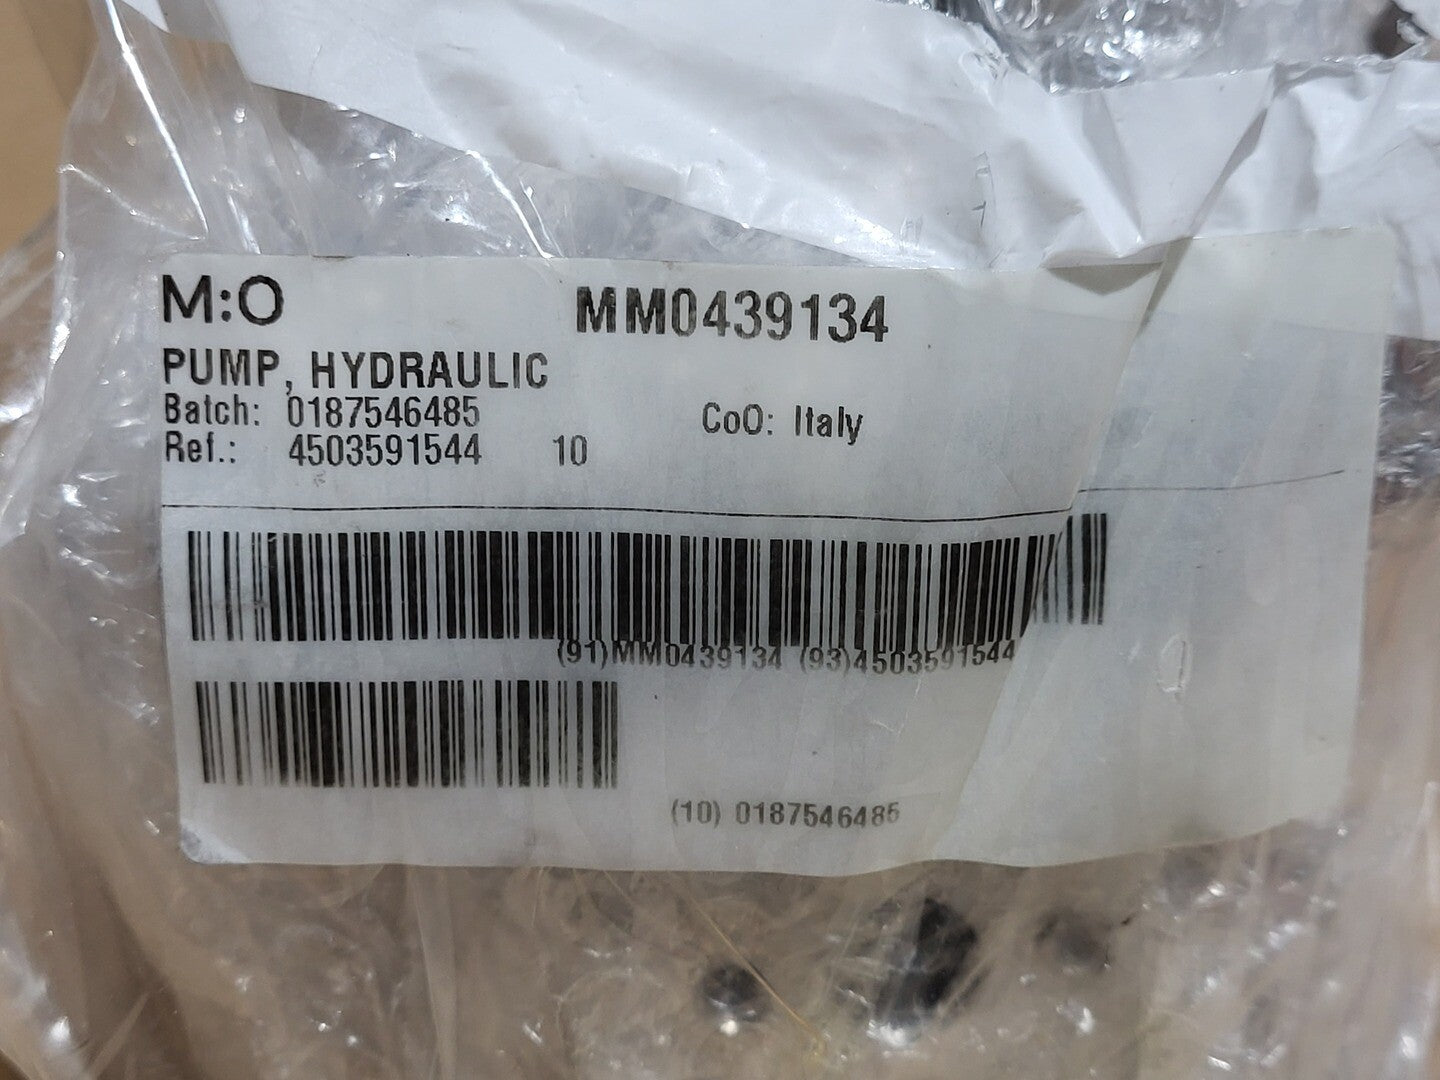 M:O MM0439134
PUMP, HYDRAULIC
Batch: 0187546485 CoO: Italy
Ref.: 4503591544 10
(91)MM0439134 (93)4503591544
(10) 0187546485